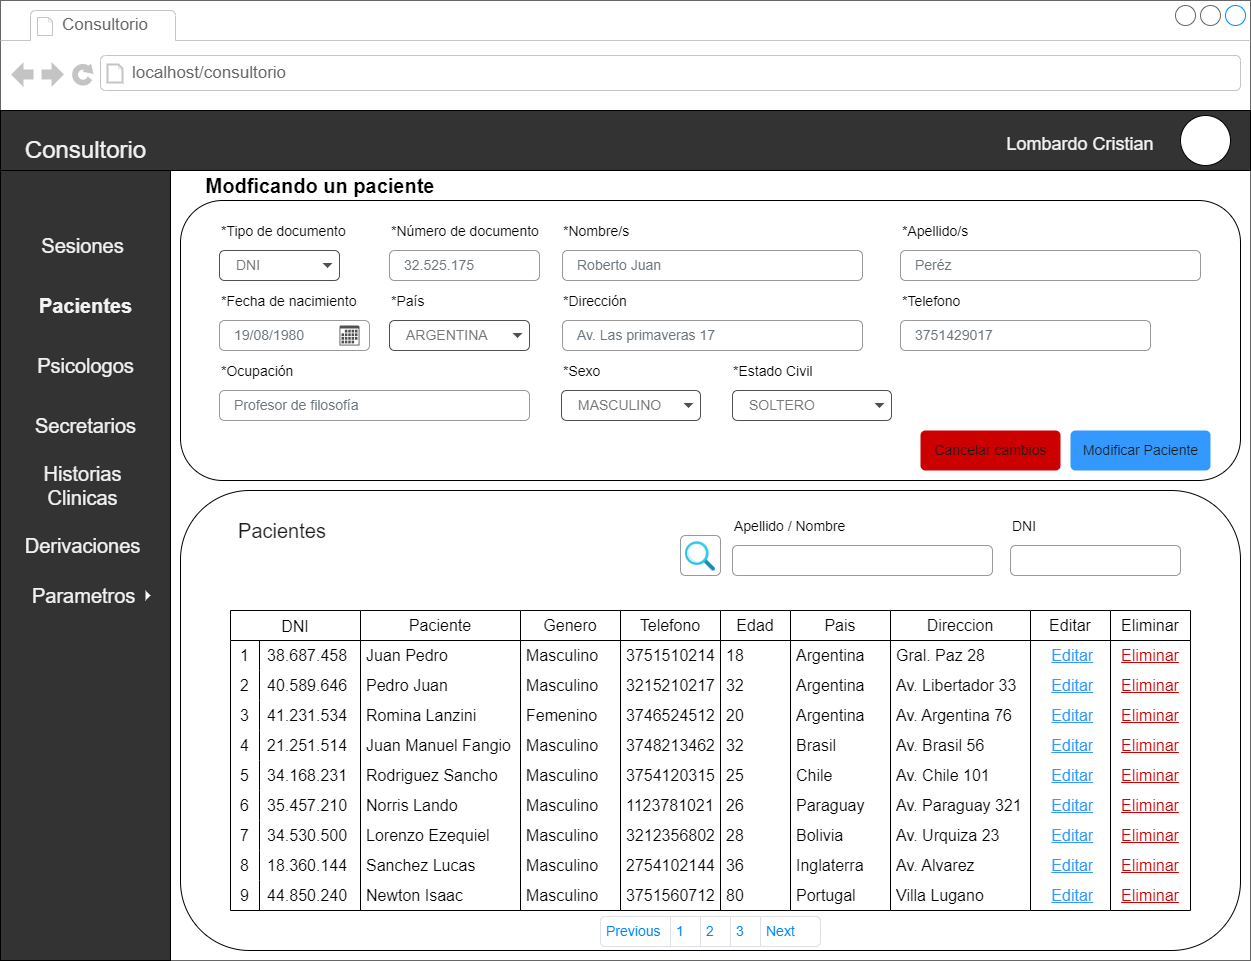 Consultorio
localhost/consultorio
Consultorio
Lombardo Cristian
Sesiones
Pacientes
Psicologos
Secretarios
Historias
Clinicas
Derivaciones
Parametros
Modficando un paciente
*Tipo de documento *Número de documento *Nombre/s *Apellido/s
DNI 32.525.175 Roberto Juan Peréz
*Fecha de nacimiento *País *Dirección *Telefono
19/08/1980 ARGENTINA Av. Las primaveras 17 3751429017
*Ocupación *Sexo *Estado Civil
Profesor de filosofía MASCULINO SOLTERO
Cancelar cambios Modificar Paciente
Pacientes
Apellido / Nombre DNI
DNI Paciente Genero Telefono Edad Pais Direccion Editar Eliminar
1 38.687.458 Juan Pedro Masculino 3751510214 18 Argentina Gral. Paz 28 Editar Eliminar
2 40.589.646 Pedro Juan Masculino 3215210217 32 Argentina Av. Libertador 33 Editar Eliminar
3 41.231.534 Romina Lanzini Femenino 3746524512 20 Argentina Av. Argentina 76 Editar Eliminar
4 21.251.514 Juan Manuel Fangio Masculino 3748213462 32 Brasil Av. Brasil 56 Editar Eliminar
5 34.168.231 Rodriguez Sancho Masculino 3754120315 25 Chile Av. Chile 101 Editar Eliminar
6 35.457.210 Norris Lando Masculino 1123781021 26 Paraguay Av. Paraguay 321 Editar Eliminar
7 34.530.500 Lorenzo Ezequiel Masculino 3212356802 28 Bolivia Av. Urquiza 23 Editar Eliminar
8 18.360.144 Sanchez Lucas Masculino 2754102144 36 Inglaterra Av. Alvarez Editar Eliminar
9 44.850.240 Newton Isaac Masculino 3751560712 80 Portugal Villa Lugano Editar Eliminar
Previous 1 2 3 Next